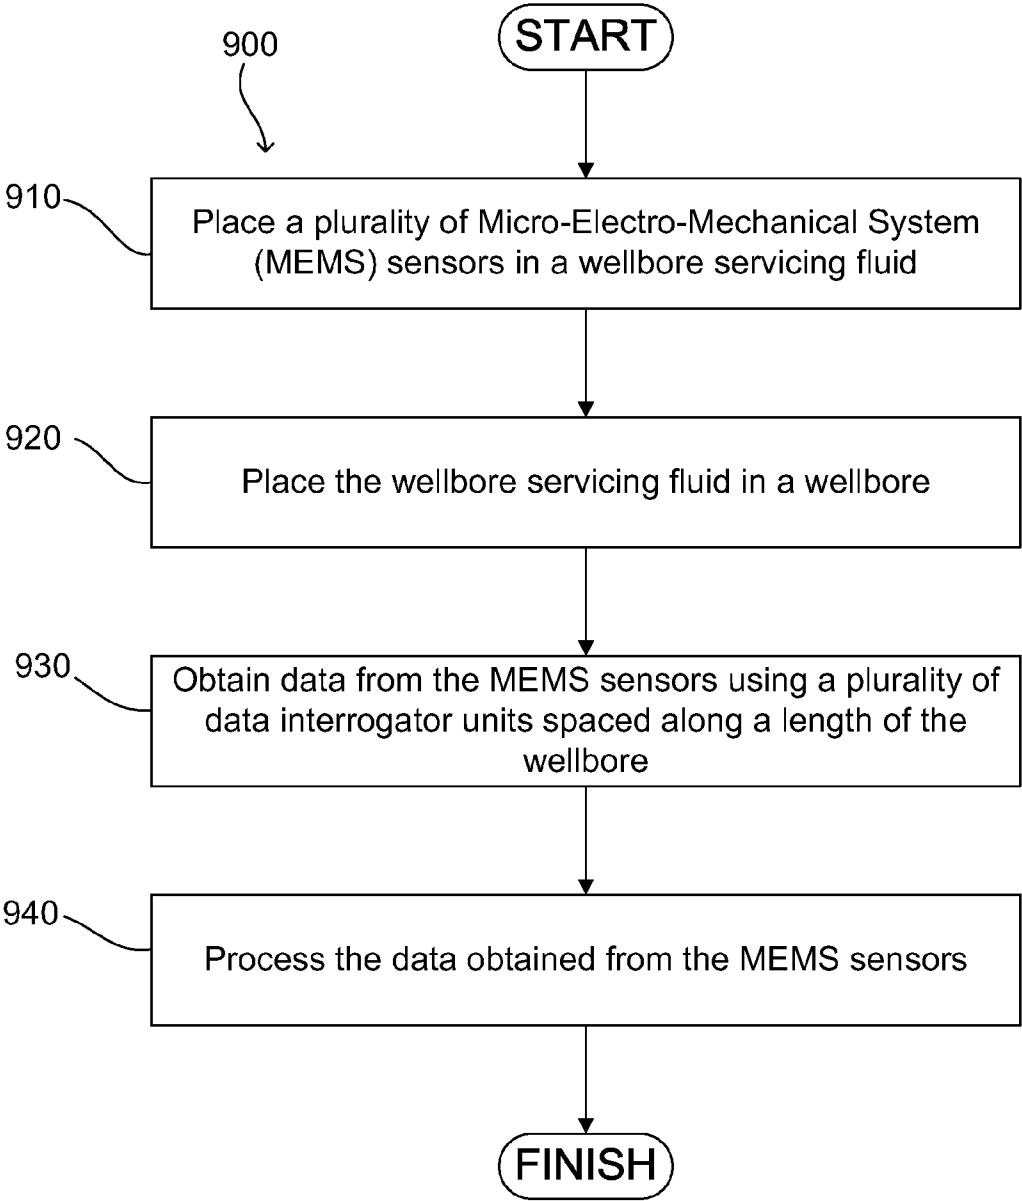 START
900
910
Place a plurality of Micro-Electro-Mechanical System
(MEMS) sensors in a wellbore servicing fluid
920
Place the wellbore servicing fluid in a wellbore
930
Obtain data from the MEMS sensors using a plurality of
data interrogator units spaced along a length of the
wellbore
940
Process the data obtained from the MEMS sensors
FINISH